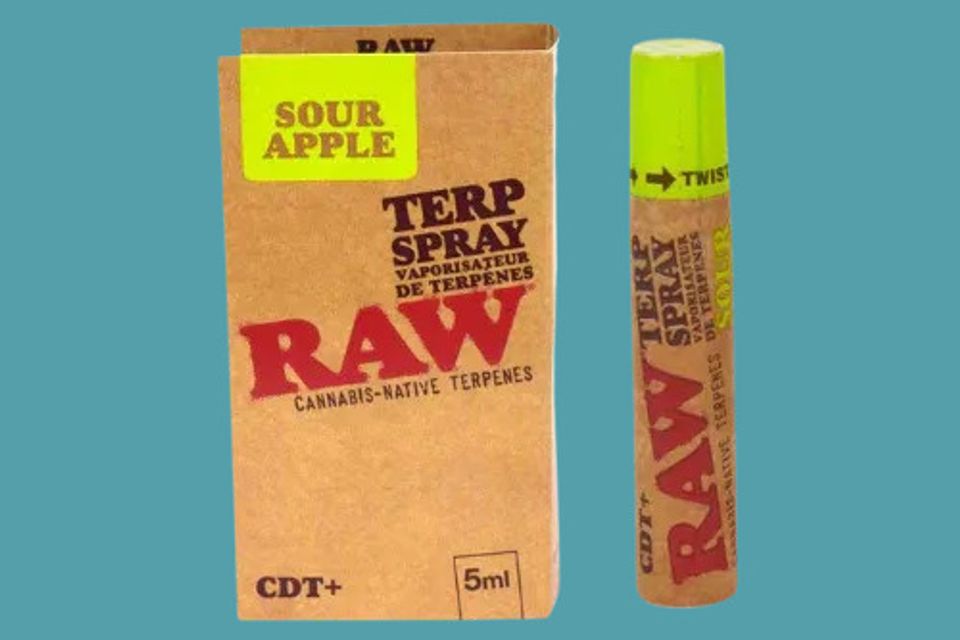 RAW
SOUR
APPLE
TERP
SPRAY
VAPORISATEUR
DE TERPÈNES
RAW
CANNABIS-NATIVE TERPENES
CDT+
5ml
TWIST
TERP
SPRAY
VAPORISATEUR
DE TERPÈNES
SOUR
RAW
CANNABIS-NATIVE TERPENES
CDT+